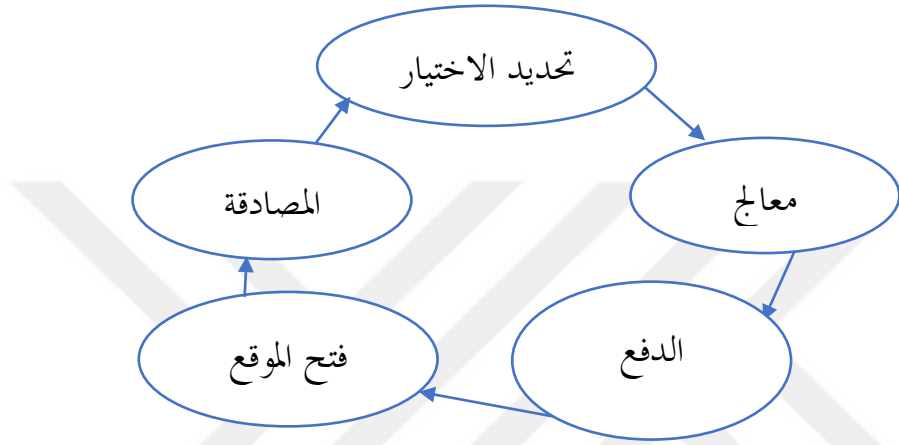 تحديد الاختيار
المصادقة
معالج
فتح الموقع
الدفع